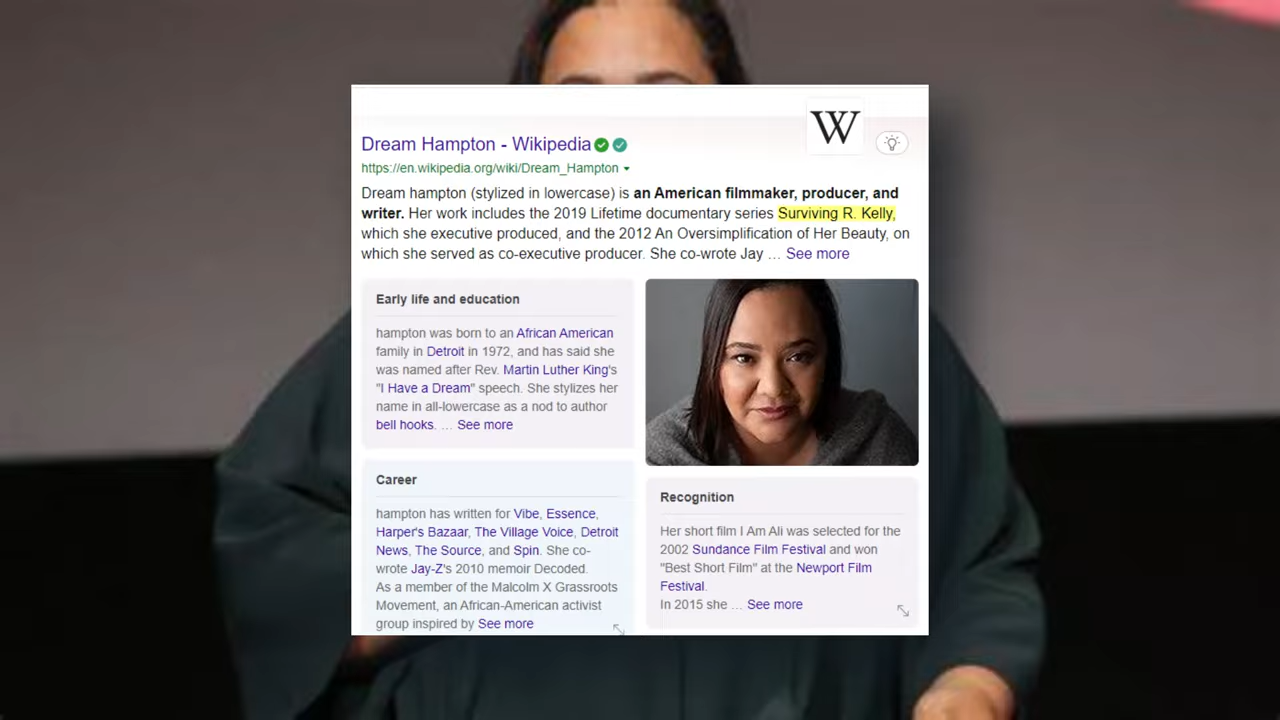 W
Dream Hampton - Wikipedia
https://en.wikipedia.org/wiki/Dream_Hampton
Dream hampton (stylized in lowercase) is an American filmmaker, producer, and
writer. Her work includes the 2019 Lifetime documentary series Surviving R. Kelly,
which she executive produced, and the 2012 An Oversimplification of Her Beauty, on
which she served as co-executive producer. She co-wrote Jay … See more
Early life and education
hampton was born to an African American
family in Detroit in 1972, and has said she
was named after Rev. Martin Luther King's
"I Have a Dream" speech. She stylizes her
name in all-lowercase as a nod to author
bell hooks. … See more
Career
hampton has written for Vibe, Essence,
Harper's Bazaar, The Village Voice, Detroit
News, The Source, and Spin. She co-
wrote Jay-Z's 2010 memoir Decoded.
As a member of the Malcolm X Grassroots
Movement, an African-American activist
group inspired by See more
Recognition
Her short film I Am Ali was selected for the
2002 Sundance Film Festival and won
"Best Short Film" at the Newport Film
Festival.
In 2015 she … See more